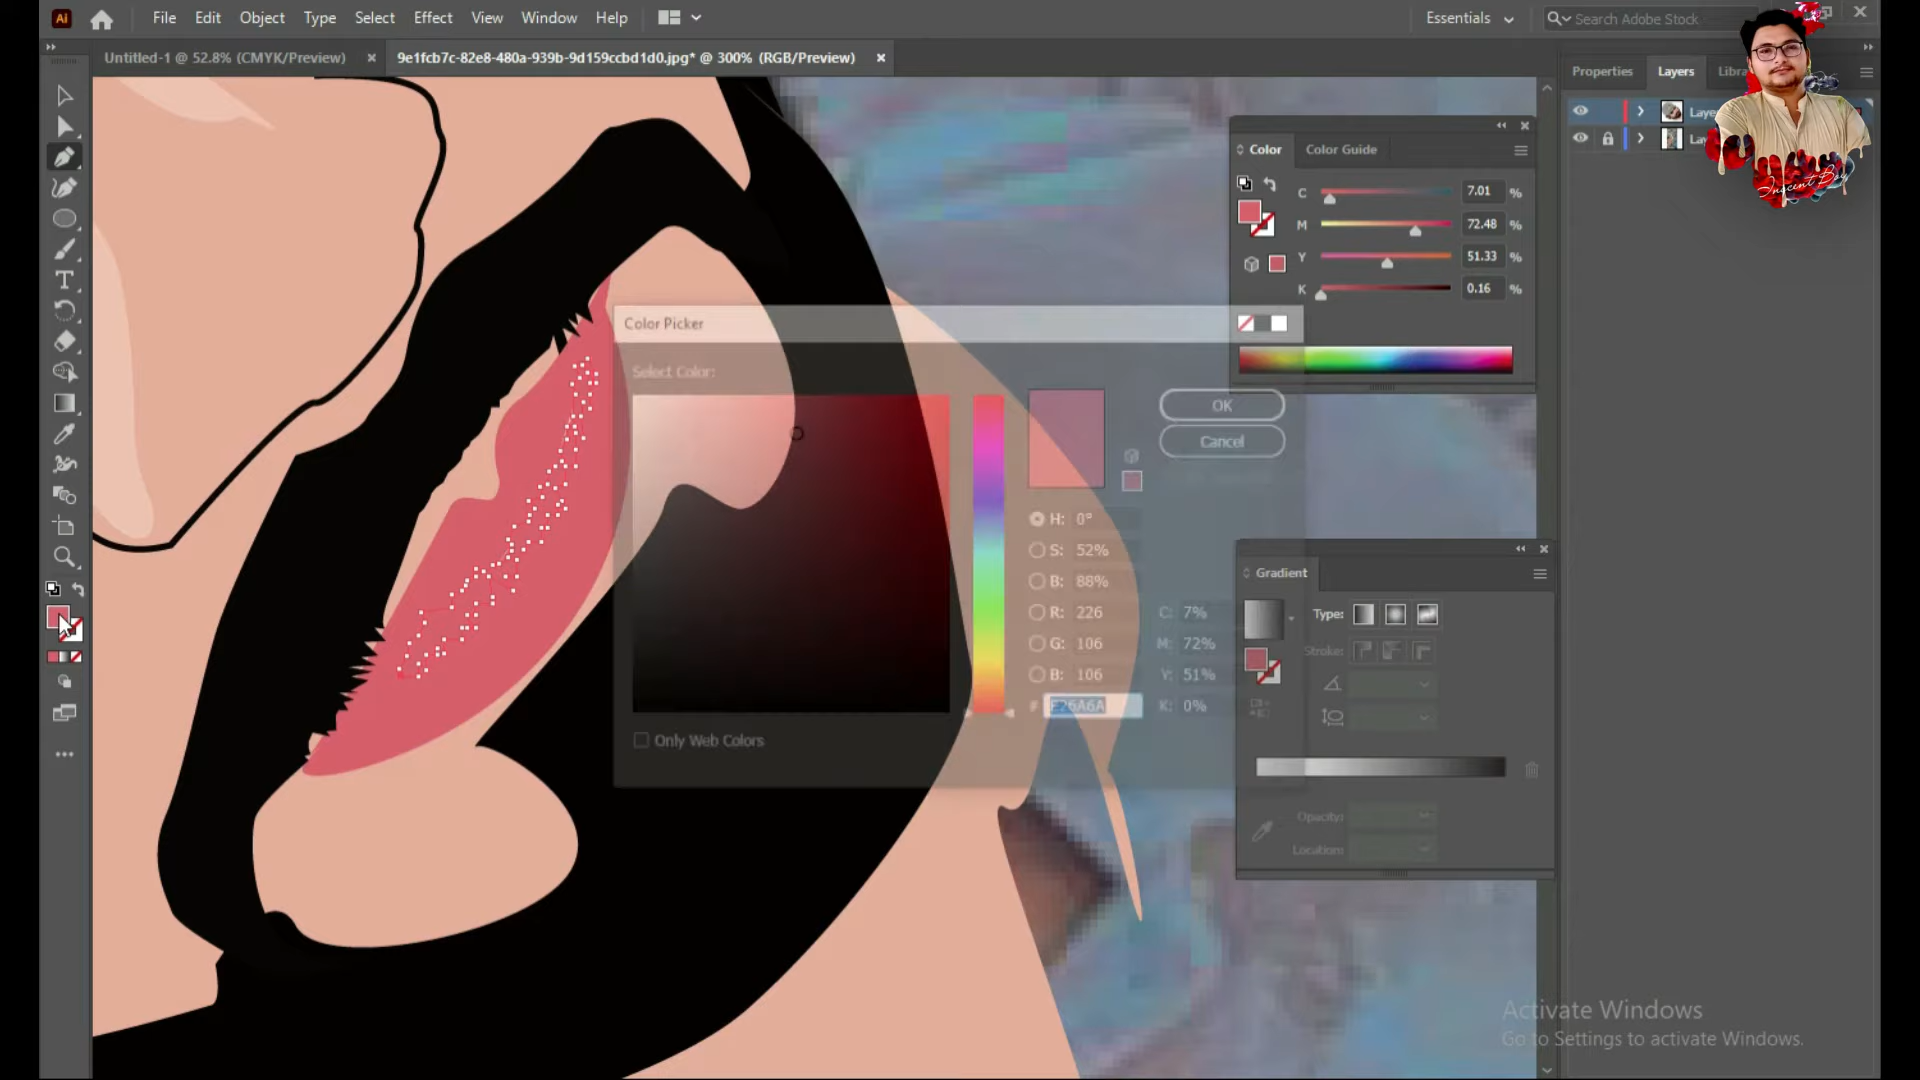 Ai File Edit Object Type Select Effect View Window Help Essentials Search Adobe Stock
Untitled-1 @ 52.8% (CMYK/Preview) 9e1fcb7c-82e8-480a-939b-9d159ccbd1d0.jpg* @ 300% (RGB/Preview)
Properties Layers
Color Color Guide
C 7.01 %
M 72.48 %
Y 51.33 %
K 0.16 %
Color Picker
Select Color:
OK
Cancel
H: 0°
S: 52%
B: 88%
R: 226 C: 7%
G: 106 M: 72%
B: 106 Y: 51%
# E26A6A K: 0%
Only Web Colors
Gradient
Type:
Stroke:
Opacity:
Location:
Activate Windows
Go to Settings to activate Windows.